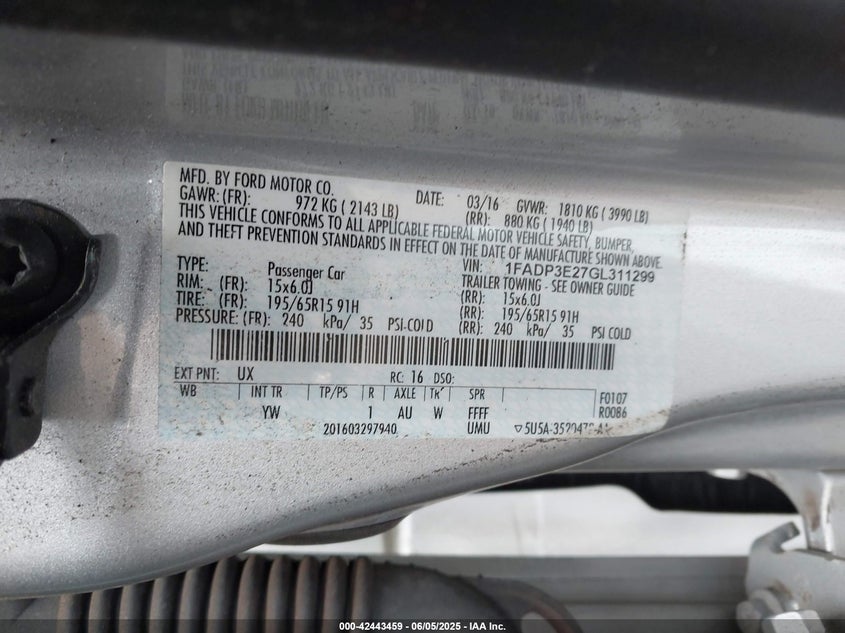 MFD. BY FORD MOTOR CO.
DATE: 03/16 GVWR: 1810 KG ( 3990 LB)
GAWR: (FR): 972 KG ( 2143 LB) (RR): 880 KG ( 1940 LB)
THIS VEHICLE CONFORMS TO ALL APPLICABLE FEDERAL MOTOR VEHICLE SAFETY, BUMPER,
AND THEFT PREVENTION STANDARDS IN EFFECT ON THE DATE OF MANUFACTURE SHOWN ABOVE.
VIN: 1FADP3E27GL311299
TYPE: Passenger Car TRAILER TOWING - SEE OWNER GUIDE
RIM: (FR) : 15x6.0J (RR): 15x6.0J
TIRE: (FR) : 195/65R15 91H (RR): 195/65R15 91H
PRESSURE: (FR): 240 kPa/ 35 PSI-COLD (RR): 240 kPa/ 35 PSI COLD
EXT PNT: UX RC: 16 DSO:
WB INT TR TP/PS R AXLE TR SPR F0107
YW 1 AU W FFFF R0086
201603297940 UMU
000-42443459 - 06/05/2025 - IAA Inc.